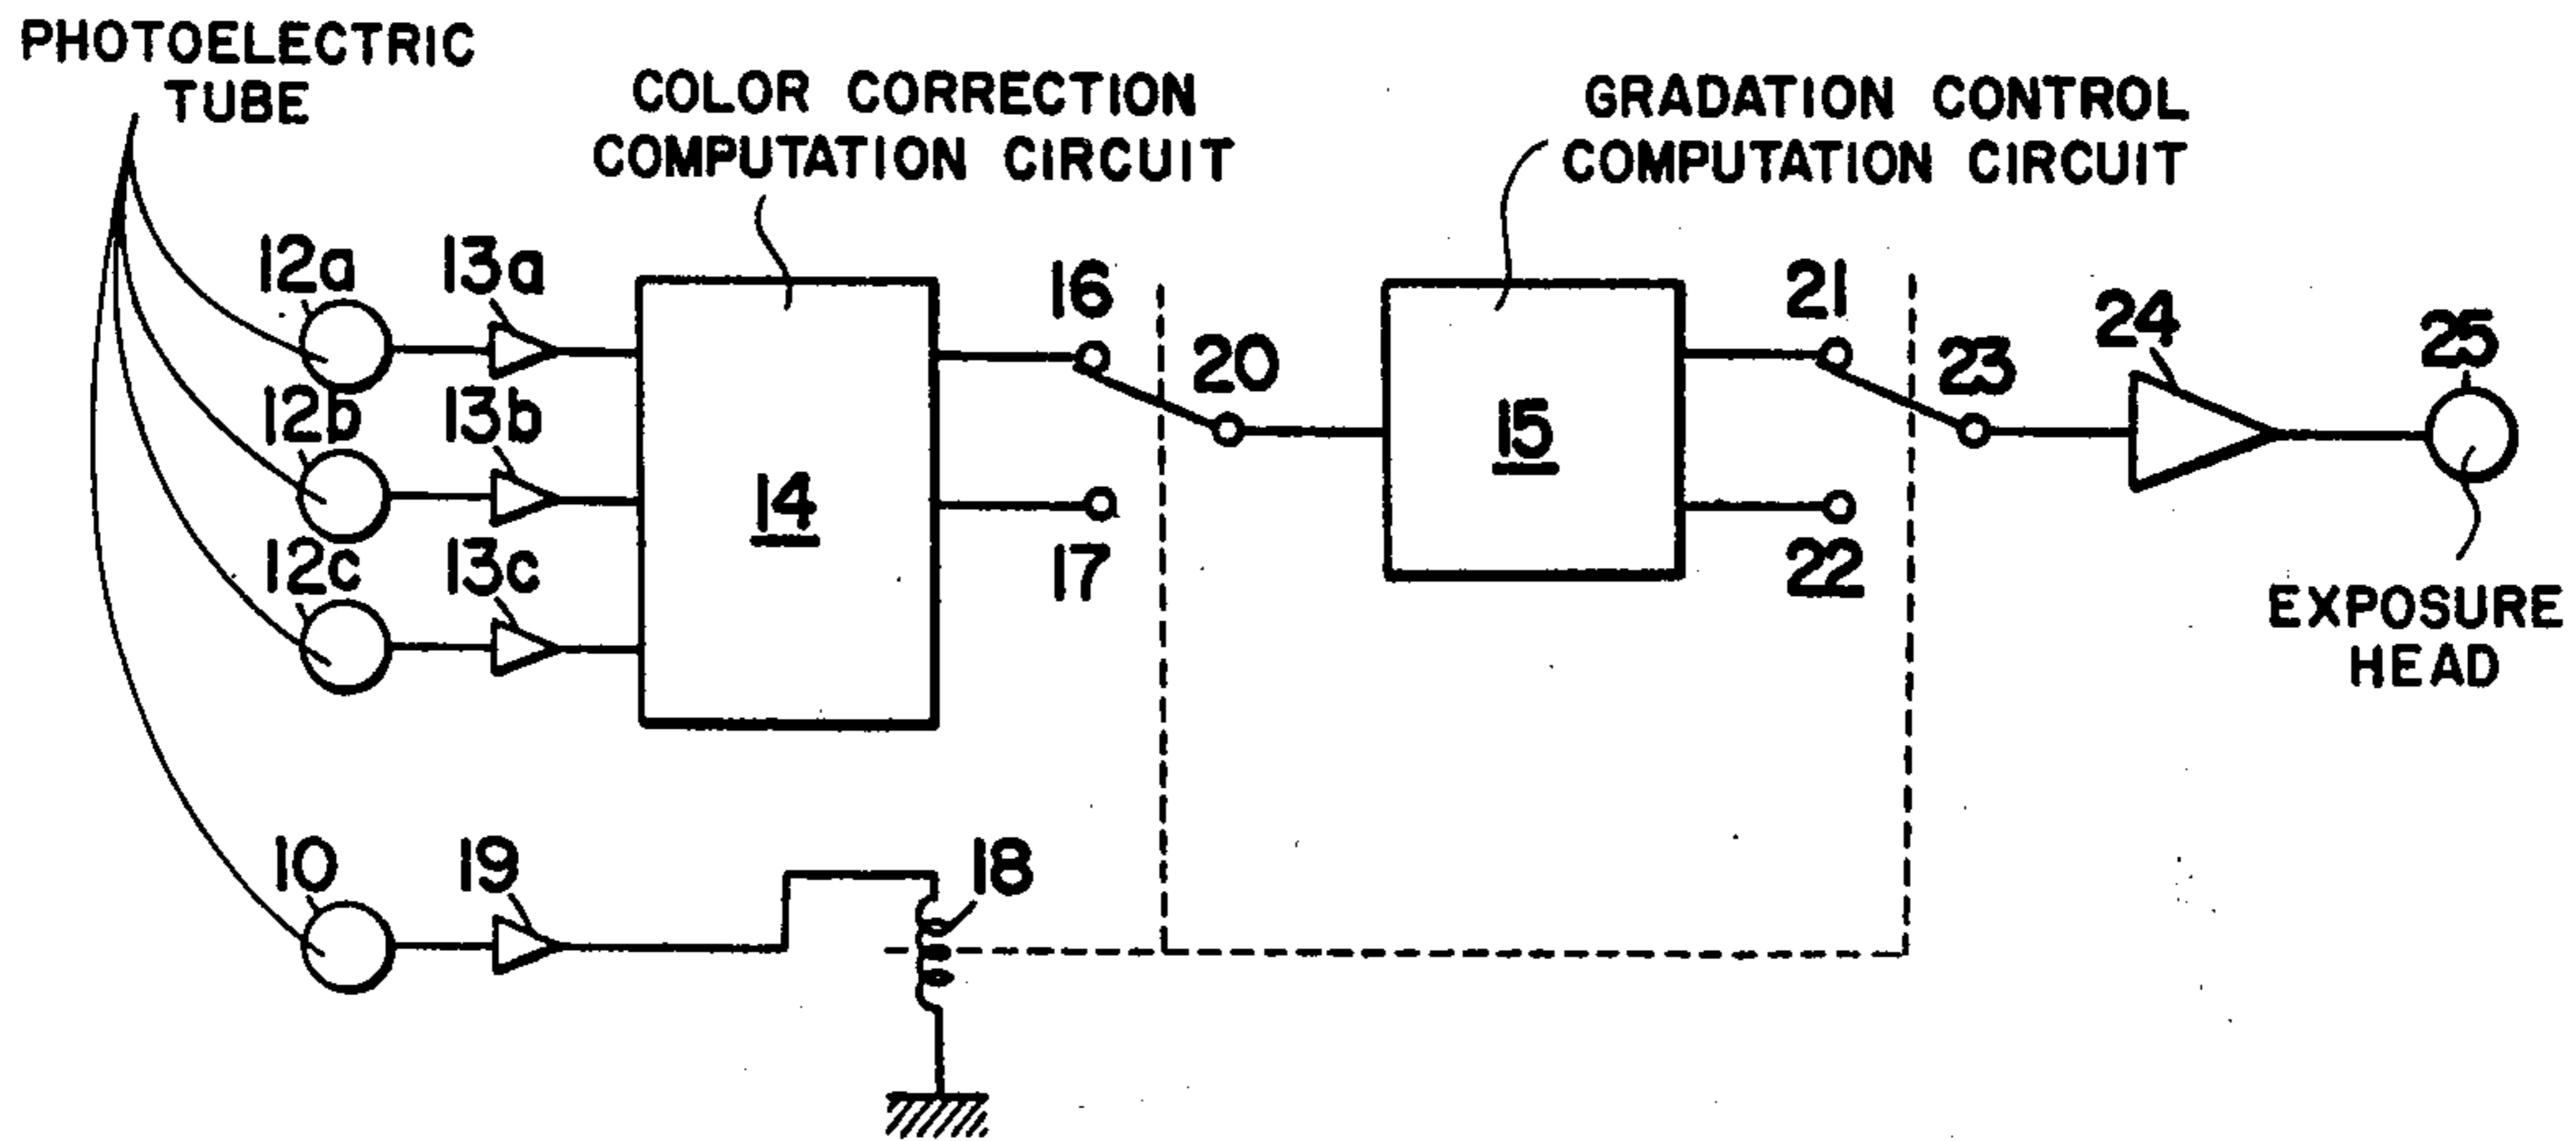 PHOTOELECTRIC
TUBE
COLOR CORRECTION
COMPUTATION CIRCUIT
GRADATION CONTROL
COMPUTATION CIRCUIT
12a
13a
16
21
20
23
24
25
12b
13b
14
15
12c
13c
17
22
EXPOSURE
HEAD
10
19
18